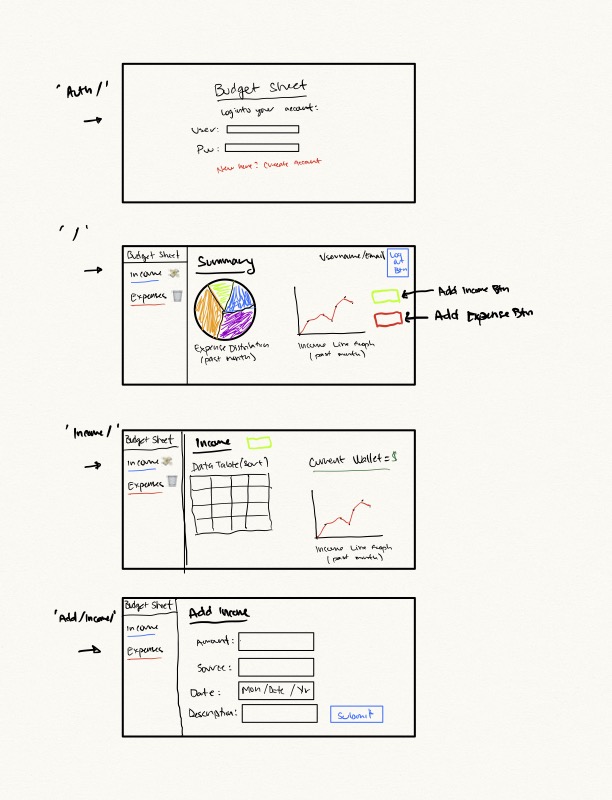 'Auth/'
Budget Sheet
Log into your account:
User:
Pw:
New here? Create Account
'/'
Budget Sheet
Income
Expenses
Summary
Username/Email
Log out Btn
Add Income Btn
Add Expense Btn
Expense Distribution
(past month)
Income Line Graph
(past month)
'Income/'
Budget Sheet
Income
Expenses
Income
Data Table (sort)
Current Wallet = $
Income Line Graph
(past month)
'Add/Income/'
Budget Sheet
Income
Expenses
Add Income
Amount:
Source:
Date: Mon/Date/Yr
Description:
Submit